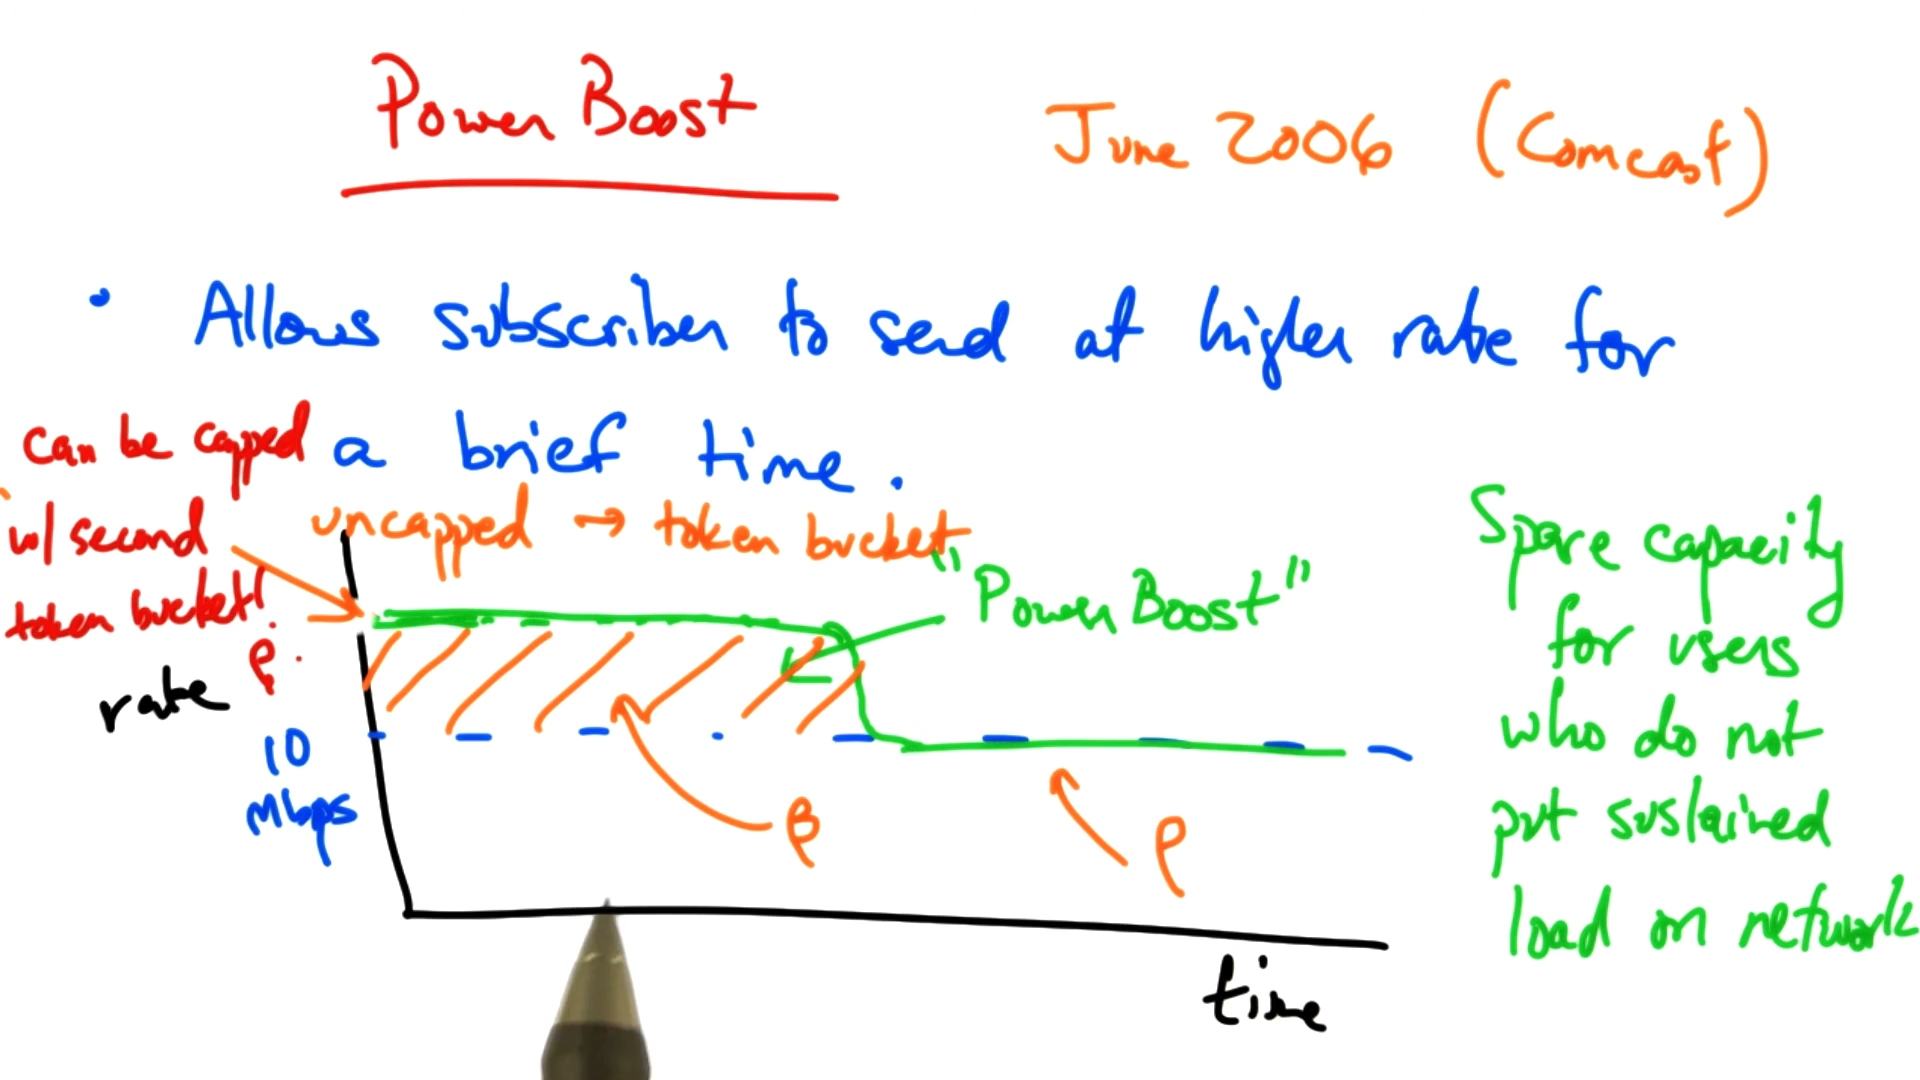 Power Boost
June 2006 (Comcast)
• Allows subscriber to send at higher rate for
a brief time.
can be capped
w/ second
token bucket!
ρ.
uncapped → token bucket
"Power Boost"
rate
10
Mbps
β
ρ
time
Spare capacity
for users
who do not
put sustained
load on network